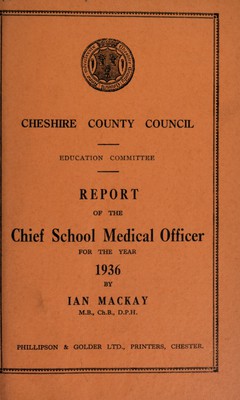 CHESHIRE COUNTY COUNCIL
EDUCATION COMMITTEE
REPORT
OF THE
Chief School Medical Officer
FOR THE YEAR
1936
BY
IAN MACKAY
M.B., Ch.B., D.P.H.
PHILLIPSON & GOLDER LTD., PRINTERS, CHESTER.